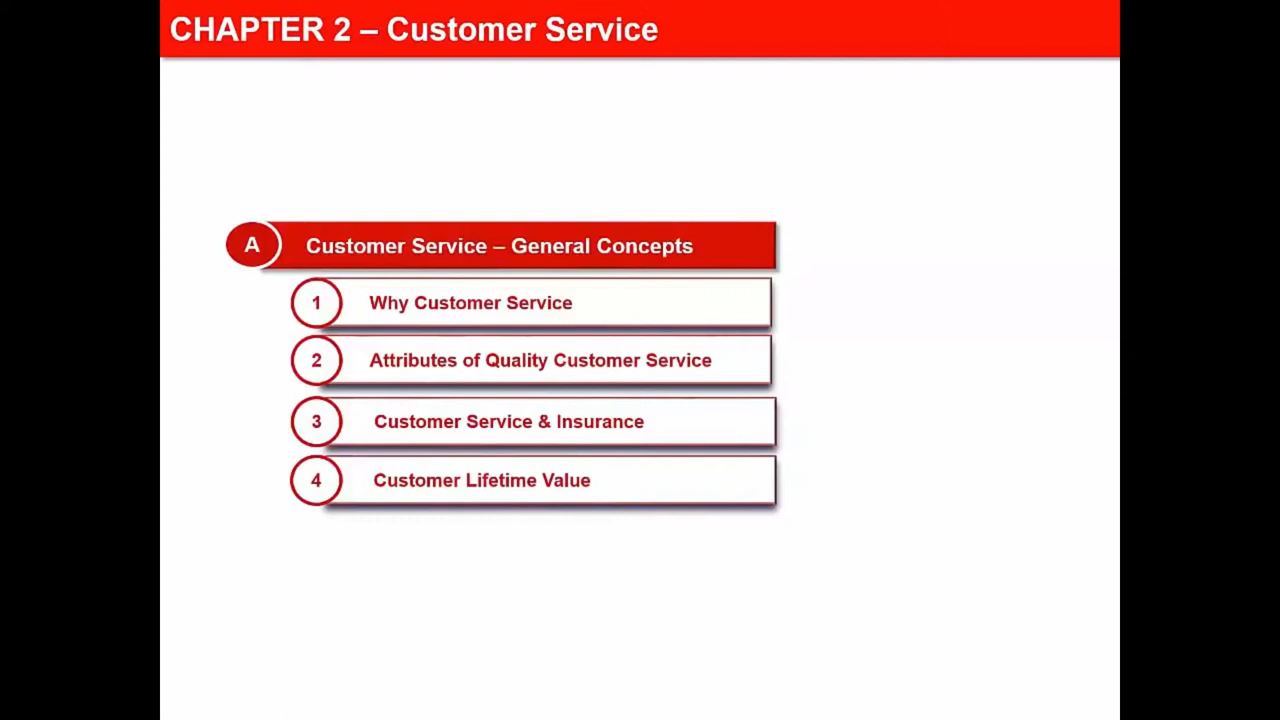 CHAPTER 2 – Customer Service
A Customer Service – General Concepts
1 Why Customer Service
2 Attributes of Quality Customer Service
3 Customer Service & Insurance
4 Customer Lifetime Value